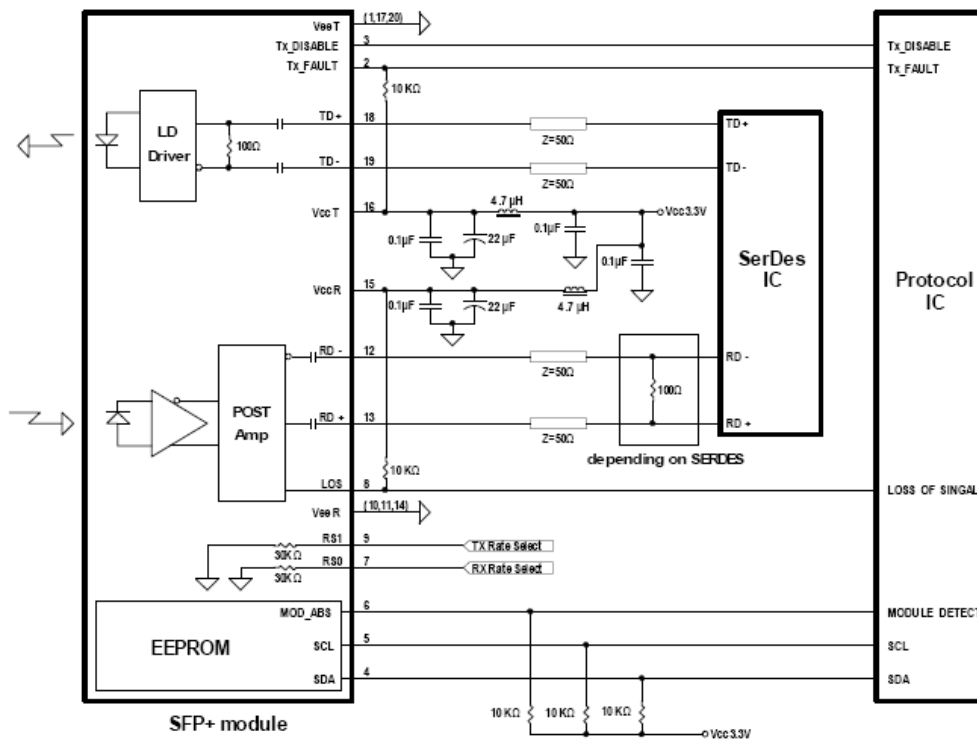 VeeT (1,17,20)
Tx_DISABLE 3 Tx_DISABLE
Tx_FAULT 2 Tx_FAULT
10 KΩ
LD Driver
100Ω
TD+ 18 Z=50Ω TD+
TD- 19 Z=50Ω TD-
4.7 µH
VccT 16 Vcc3.3V
0.1µF 22 µF 0.1µF
0.1µF
SerDes IC
Protocol IC
VccR 15
0.1µF 22 µF 4.7 µH
RD - 12 Z=50Ω RD -
POST Amp
100Ω
RD + 13 Z=50Ω RD +
depending on SERDES
10 KΩ
LOS 8 LOSS OF SINGAL
VeeR (10,11,14)
RS1 9 TX Rate Select
30KΩ
RS0 7 RX Rate Select
30KΩ
MOD_ABS 6 MODULE DETECT
EEPROM
SCL 5 SCL
SDA 4 SDA
10 KΩ 10 KΩ 10 KΩ
Vcc3.3V
SFP+ module